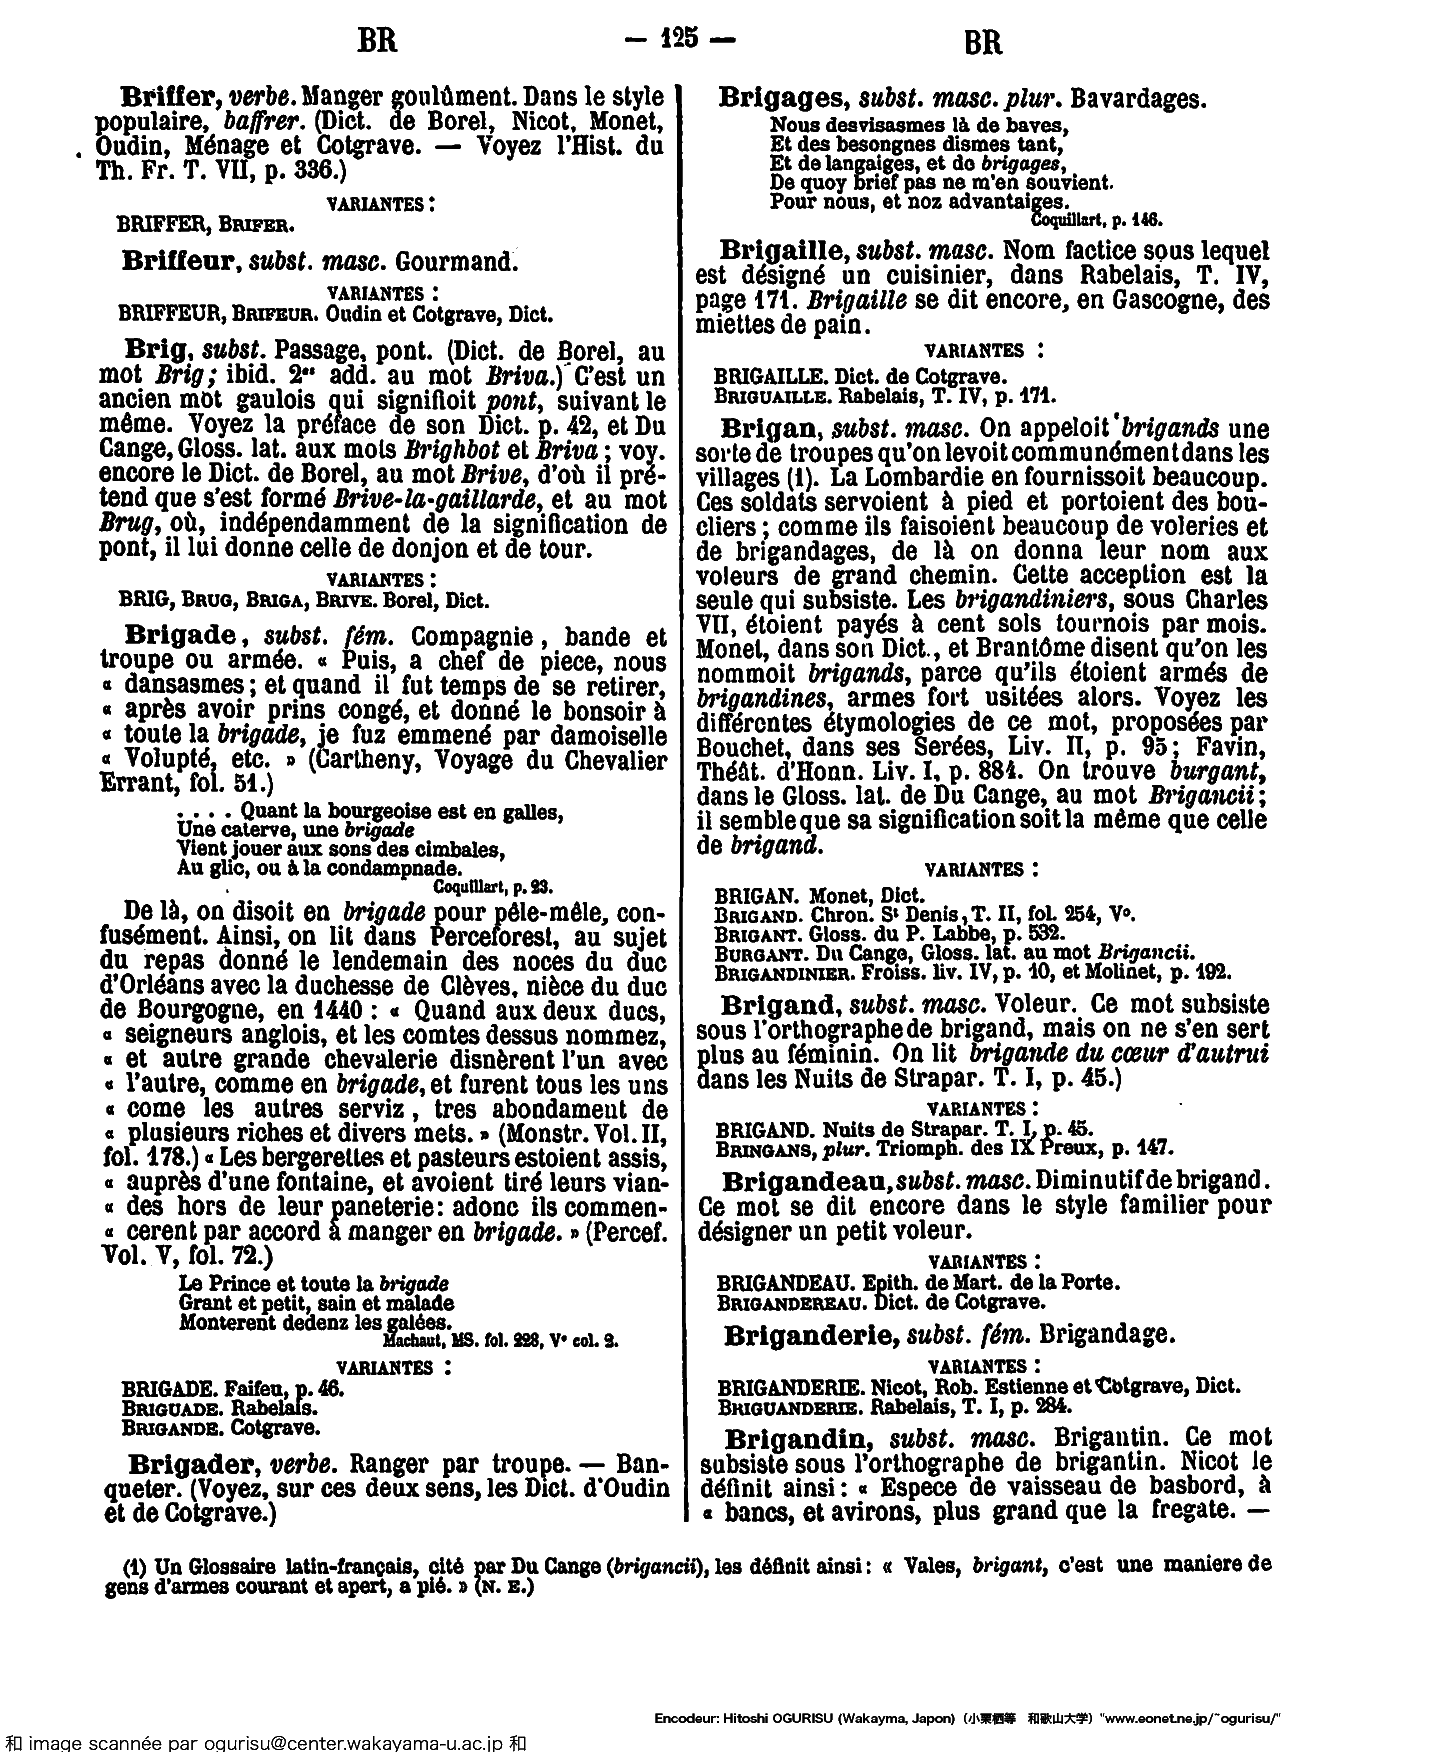 BR — 125 — BR
Briffer, verbe. Manger goulûment. Dans le style
populaire, baffrer. (Dict. de Borel, Nicot, Monet,
Oudin, Ménage et Cotgrave. — Voyez l'Hist. du
Th. Fr. T. VII, p. 336.)
VARIANTES :
BRIFFER, BRIFER.
Briffeur, subst. masc. Gourmand.
VARIANTES :
BRIFFEUR, BRIFEUR. Oudin et Cotgrave, Dict.
Brig, subst. Passage, pont. (Dict. de Borel, au
mot Brig; ibid. 2es add. au mot Briva.) C'est un
ancien mot gaulois qui signifioit pont, suivant le
même. Voyez la préface de son Dict. p. 42, et Du
Cange, Gloss. lat. aux mots Brighbot et Briva ; voy.
encore le Dict. de Borel, au mot Brive, d'où il pré-
tend que s'est formé Brive-la-gaillarde, et au mot
Brug, où, indépendamment de la signification de
pont, il lui donne celle de donjon et de tour.
VARIANTES :
BRIG, BRUG, BRIGA, BRIVE. Borel, Dict.
Brigade, subst. fém. Compagnie, bande et
troupe ou armée. « Puis, a chef de piece, nous
« dansasmes ; et quand il fut temps de se retirer,
« après avoir prins congé, et donné le bonsoir à
« toute la brigade, je fuz emmené par damoiselle
« Volupté, etc. » (Cartheny, Voyage du Chevalier
Errant, fol. 51.)
. . . . Quant la bourgeoise est en galles,
Une caterve, une brigade
Vient jouer aux sons des cimbales,
Au glic, ou à la condampnade.
Coquillart, p. 23.
De là, on disoit en brigade pour pêle-mêle, con-
fusément. Ainsi, on lit dans Perceforest, au sujet
du repas donné le lendemain des noces du duc
d'Orléans avec la duchesse de Clèves, nièce du duc
de Bourgogne, en 1440 : « Quand aux deux ducs,
« seigneurs anglois, et les comtes dessus nommez,
« et autre grande chevalerie disnèrent l'un avec
« l'autre, comme en brigade, et furent tous les uns
« come les autres serviz, tres abondament de
« plusieurs riches et divers mets. » (Monstr. Vol. II,
fol. 178.) « Les bergerettes et pasteurs estoient assis,
« auprès d'une fontaine, et avoient tiré leurs vian-
« des hors de leur paneterie : adonc ils commen-
« cerent par accord a manger en brigade. » (Percef.
Vol. V, fol. 72.)
Le Prince et toute la brigade
Grant et petit, sain et malade
Monterent dedenz les galées.
Machaut, MS. fol. 228, Vo col. 2.
VARIANTES :
BRIGADE. Faifeu, p. 46.
BRIGUADE. Rabelais.
BRIGANDE. Cotgrave.
Brigader, verbe. Ranger par troupe. — Ban-
queter. (Voyez, sur ces deux sens, les Dict. d'Oudin
et de Cotgrave.)
Brigages, subst. masc. plur. Bavardages.
Nous desvisasmes là de baves,
Et des besongnes dismes tant,
Et de langaiges, et de brigages,
De quoy brief pas ne m'en souvient.
Pour nous, et noz advantaiges.
Coquillart, p. 146.
Brigaille, subst. masc. Nom factice sous lequel
est désigné un cuisinier, dans Rabelais, T. IV,
page 171. Brigaille se dit encore, en Gascogne, des
miettes de pain.
VARIANTES :
BRIGAILLE. Dict. de Cotgrave.
BRIGUAILLE. Rabelais, T. IV, p. 171.
Brigan, subst. masc. On appeloit brigands une
sorte de troupes qu'on levoit communément dans les
villages (1). La Lombardie en fournissoit beaucoup.
Ces soldats servoient à pied et portoient des bou-
cliers ; comme ils faisoient beaucoup de voleries et
de brigandages, de là on donna leur nom aux
voleurs de grand chemin. Cette acception est la
seule qui subsiste. Les brigandiniers, sous Charles
VII, étoient payés à cent sols tournois par mois.
Monet, dans son Dict., et Brantôme disent qu'on les
nommoit brigands, parce qu'ils étoient armés de
brigandines, armes fort usitées alors. Voyez les
différentes étymologies de ce mot, proposées par
Bouchet, dans ses Serées, Liv. II, p. 95 ; Favin,
Théât. d'Honn. Liv. I, p. 884. On trouve burgant,
dans le Gloss. lat. de Du Cange, au mot Brigancii ;
il semble que sa signification soit la même que celle
de brigand.
VARIANTES :
BRIGAN. Monet, Dict.
BRIGAND. Chron. St Denis, T. II, fol. 254, Vo.
BRIGANT. Gloss. du P. Labbe, p. 532.
BURGANT. Du Cange, Gloss. lat. au mot Brigancii.
BRIGANDINIER. Froiss. liv. IV, p. 10, et Molinet, p. 192.
Brigand, subst. masc. Voleur. Ce mot subsiste
sous l'orthographe de brigand, mais on ne s'en sert
plus au féminin. On lit brigande du cœur d'autrui
dans les Nuits de Strapar. T. I, p. 45.)
VARIANTES :
BRIGAND. Nuits de Strapar. T. I, p. 45.
BRINGANS, plur. Triomph. des IX Preux, p. 147.
Brigandeau, subst. masc. Diminutif de brigand.
Ce mot se dit encore dans le style familier pour
désigner un petit voleur.
VARIANTES :
BRIGANDEAU. Epith. de Mart. de la Porte.
BRIGANDEREAU. Dict. de Cotgrave.
Briganderie, subst. fém. Brigandage.
VARIANTES :
BRIGANDERIE. Nicot, Rob. Estienne et Cotgrave, Dict.
BRIGUANDERIE. Rabelais, T. I, p. 284.
Brigandin, subst. masc. Brigantin. Ce mot
subsiste sous l'orthographe de brigantin. Nicot le
définit ainsi : « Espece de vaisseau de basbord, à
« bancs, et avirons, plus grand que la fregate. —
(1) Un Glossaire latin-français, cité par Du Cange (brigancii), les définit ainsi : « Vales, brigant, c'est une maniere de
gens d'armes courant et apert, a pié. » (N. E.)
Encodeur: Hitoshi OGURISU (Wakayma, Japon) (小栗栖等 和歌山大学) "www.eonet.ne.jp/~ogurisu/"
和 image scannée par ogurisu@center.wakayama-u.ac.jp 和